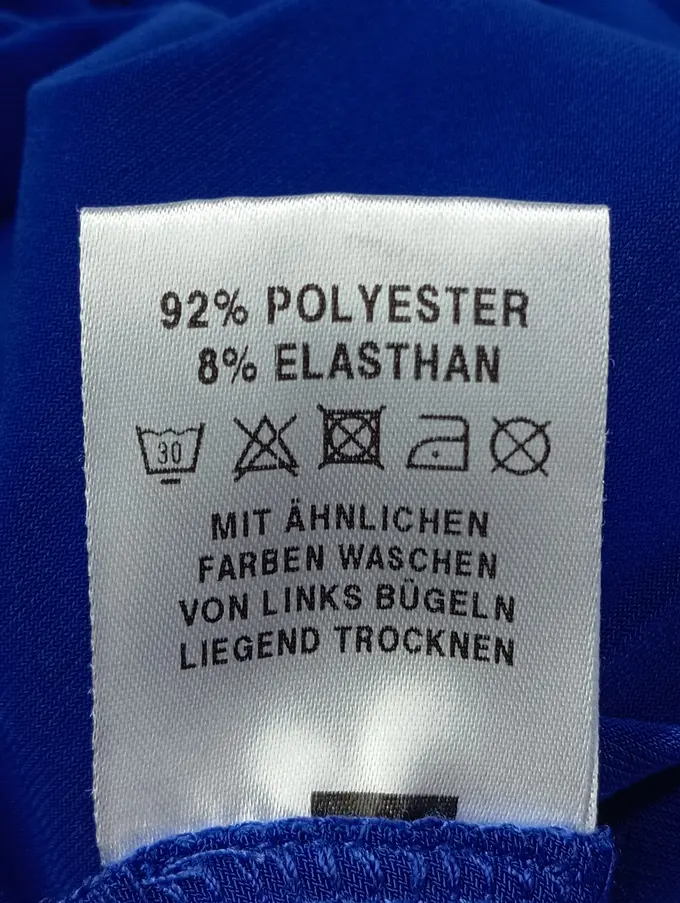 92% POLYESTER
8% ELASTHAN
30
MIT ÄHNLICHEN
FARBEN WASCHEN
VON LINKS BÜGELN
LIEGEND TROCKNEN